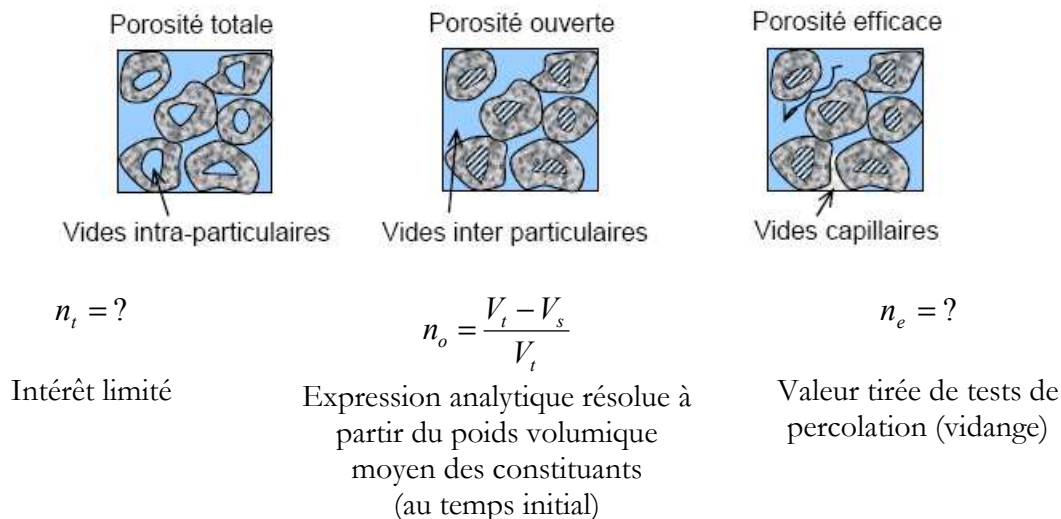 Porosité totale
Porosité ouverte
Porosité efficace
Vides intra-particulaires
Vides inter particulaires
Vides capillaires
n_t = ?
n_o = \frac{V_t - V_s}{V_t}
n_e = ?
Intérêt limité
Expression analytique résolue à
partir du poids volumique
moyen des constituants
(au temps initial)
Valeur tirée de tests de
percolation (vidange)